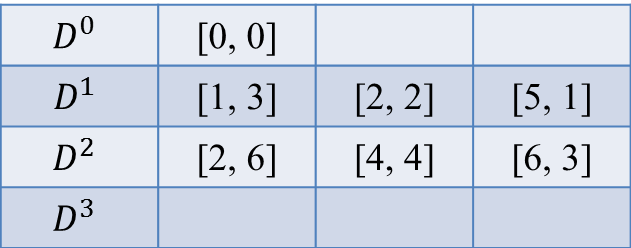 D⁰ [0, 0]
D¹ [1, 3] [2, 2] [5, 1]
D² [2, 6] [4, 4] [6, 3]
D³